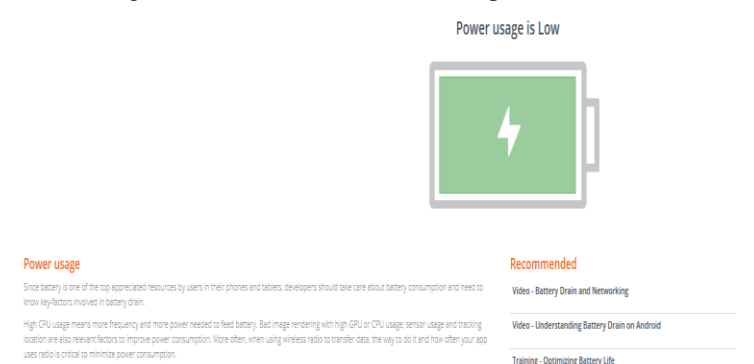 Power usage is Low
Power usage
Since battery is one of the top appreciated resources by users in their phones and tablets, developers should take care about battery consumption and need to
know key-factors involved in battery drain.
High CPU usage means more frequency and more power needed to feed battery. Bad image rendering with high GPU or CPU usage, sensor usage and tracking
location are also relevant factors to improve power consumption. More often, when using wireless radio to transfer data, the way to do it and how often your app
uses radio is critical to minimize power consumption.
Recommended
Video - Battery Drain and Networking
Video - Understanding Battery Drain on Android
Training - Optimizing Battery Life